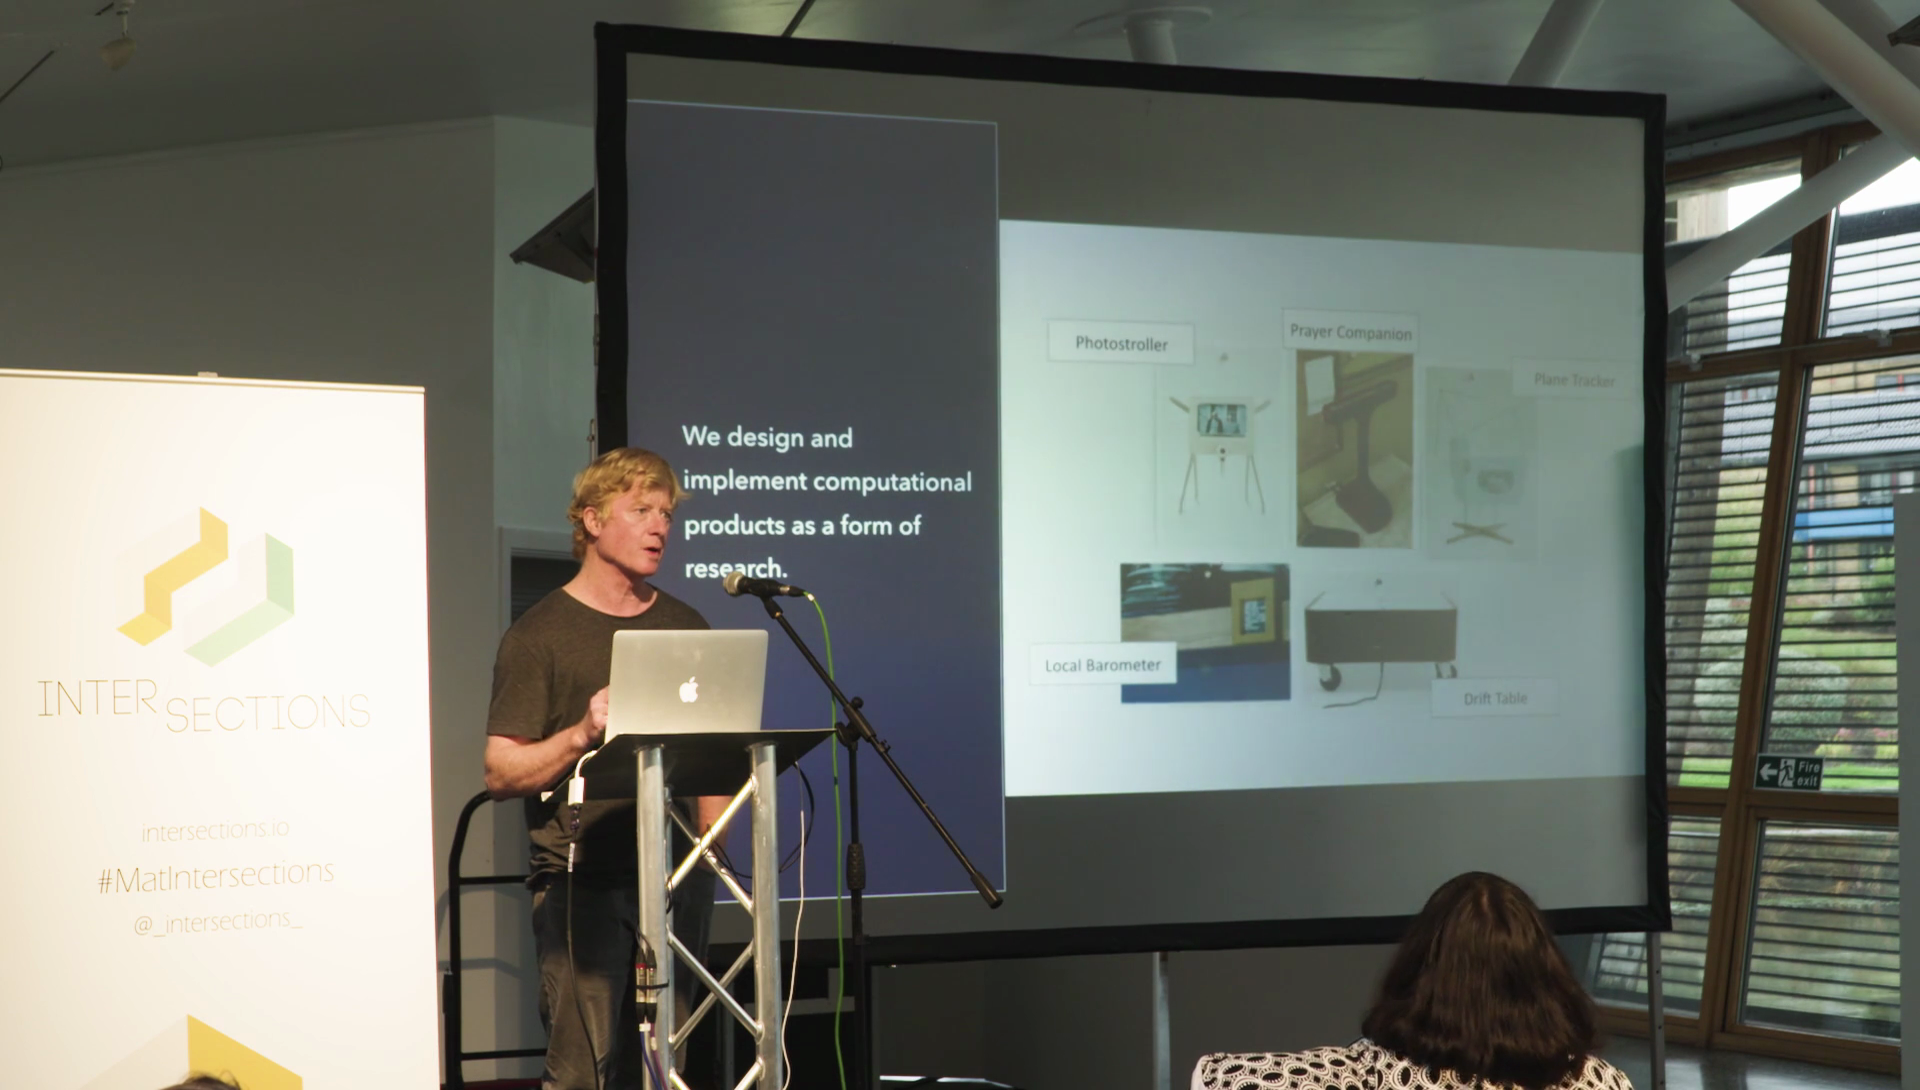 INTER
SECTIONS
intersections.io
#MatIntersections
@_intersections_
We design and
implement computational
products as a form of
research.
Photostroller
Prayer Companion
Plane Tracker
Local Barometer
Drift Table
Fire
exit